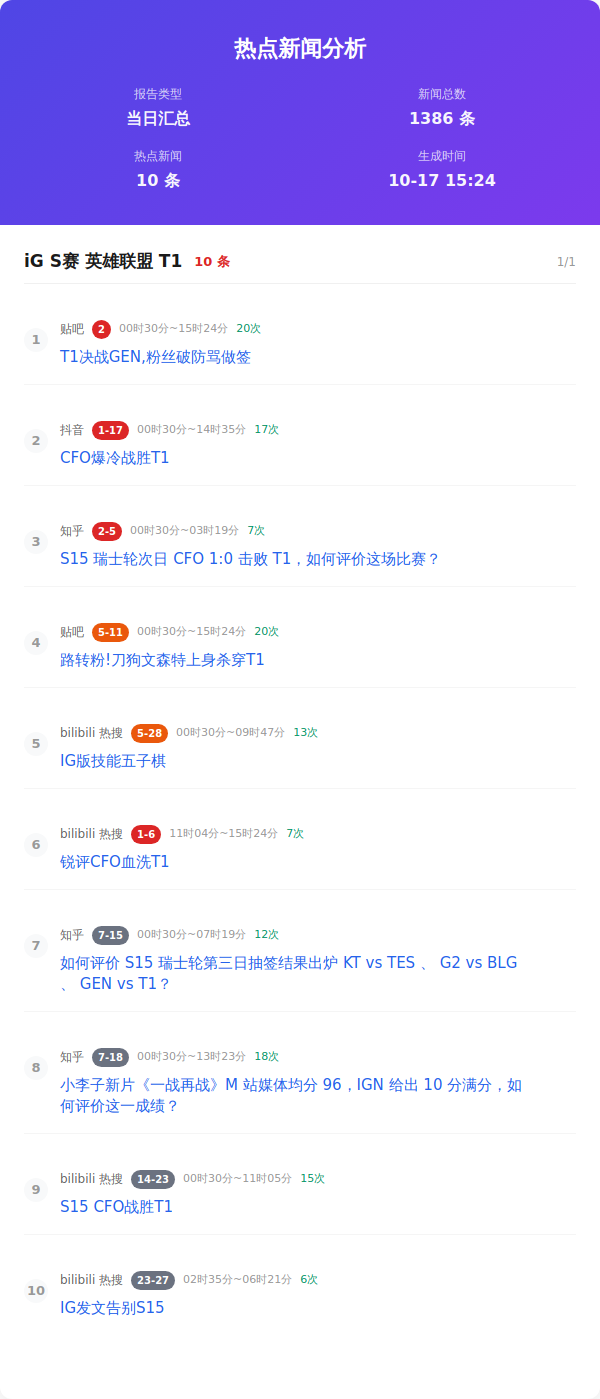 热点新闻分析
报告类型
新闻总数
当日汇总
1386 条
热点新闻
生成时间
10 条
10-17 15:24
iG S赛 英雄联盟 T1 10 条 1/1
1
贴吧 2 00时30分~15时24分 20次
T1决战GEN,粉丝破防骂做签
2
抖音 1-17 00时30分~14时35分 17次
CFO爆冷战胜T1
3
知乎 2-5 00时30分~03时19分 7次
S15 瑞士轮次日 CFO 1:0 击败 T1，如何评价这场比赛？
4
贴吧 5-11 00时30分~15时24分 20次
路转粉!刀狗文森特上身杀穿T1
5
bilibili 热搜 5-28 00时30分~09时47分 13次
IG版技能五子棋
6
bilibili 热搜 1-6 11时04分~15时24分 7次
锐评CFO血洗T1
7
知乎 7-15 00时30分~07时19分 12次
如何评价 S15 瑞士轮第三日抽签结果出炉 KT vs TES 、 G2 vs BLG
、 GEN vs T1？
8
知乎 7-18 00时30分~13时23分 18次
小李子新片《一战再战》M 站媒体均分 96，IGN 给出 10 分满分，如
何评价这一成绩？
9
bilibili 热搜 14-23 00时30分~11时05分 15次
S15 CFO战胜T1
10
bilibili 热搜 23-27 02时35分~06时21分 6次
IG发文告别S15